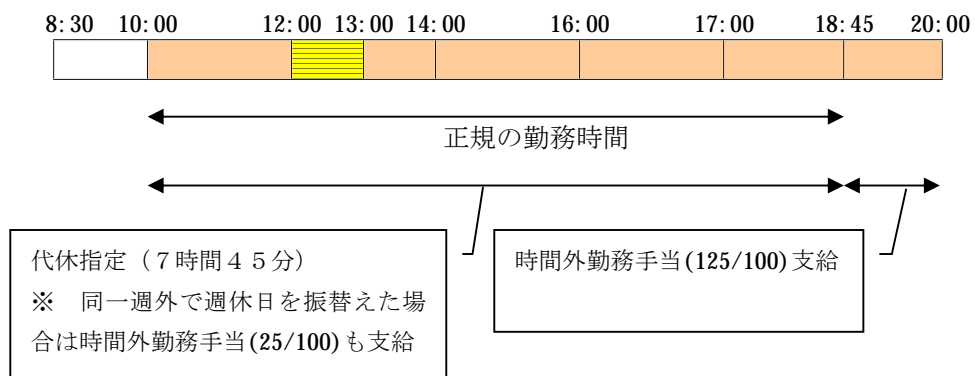 8:30 10:00 12:00 13:00 14:00 16:00 17:00 18:45 20:00
正規の勤務時間
代休指定（７時間４５分）
※　同一週外で週休日を振替えた場
合は時間外勤務手当(25/100)も支給
時間外勤務手当(125/100)支給